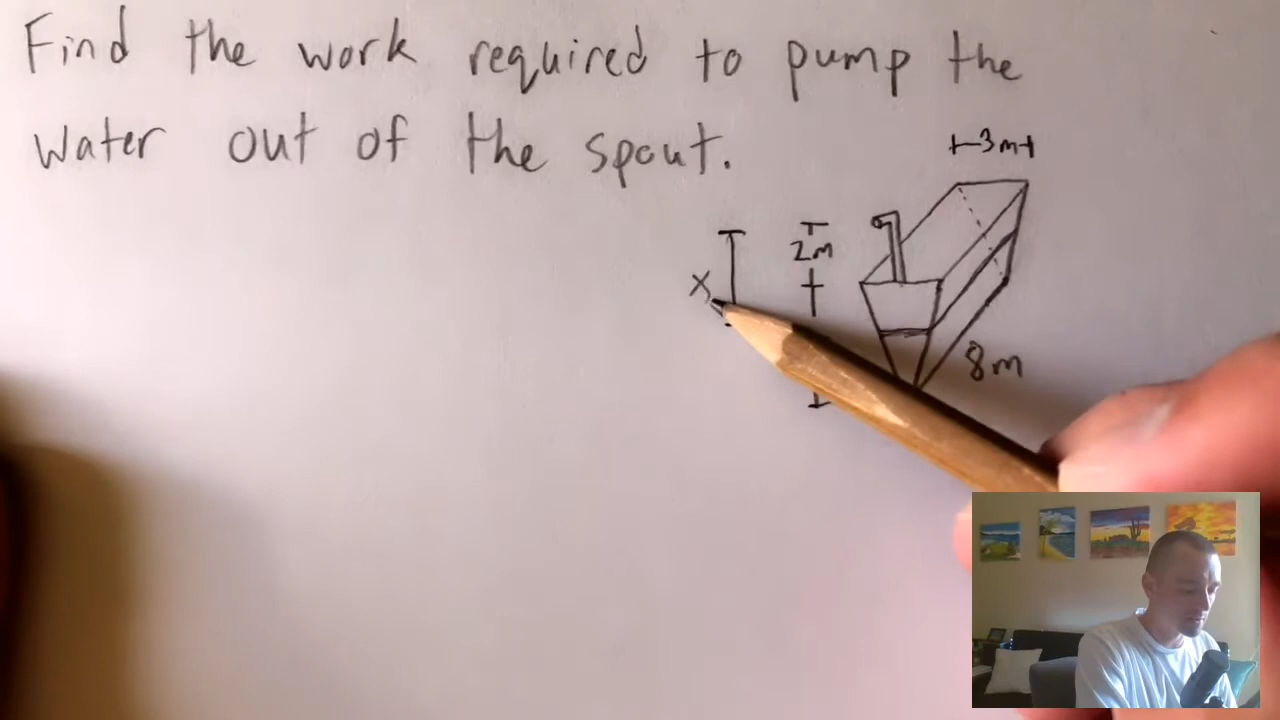 Find the work required to pump the
water out of the spout.
3m
2m
x
8m